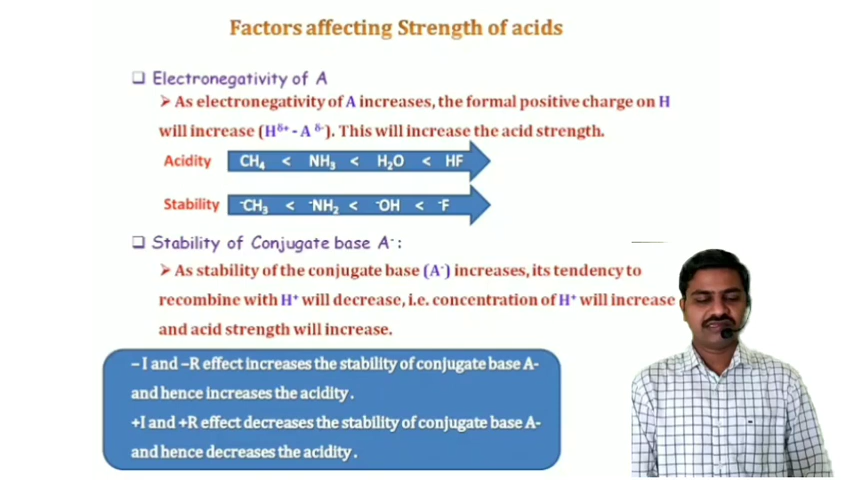 Factors affecting Strength of acids
❑ Electronegativity of A
➤ As electronegativity of A increases, the formal positive charge on H
will increase (Hᵟ⁺ - A ᵟ⁻). This will increase the acid strength.
Acidity CH₄ < NH₃ < H₂O < HF
Stability ⁻CH₃ < ⁻NH₂ < ⁻OH < ⁻F
❑ Stability of Conjugate base A⁻ :
➤ As stability of the conjugate base (A⁻) increases, its tendency to
recombine with H⁺ will decrease, i.e. concentration of H⁺ will increase
and acid strength will increase.
– I and –R effect increases the stability of conjugate base A-
and hence increases the acidity .
+I and +R effect decreases the stability of conjugate base A-
and hence decreases the acidity .